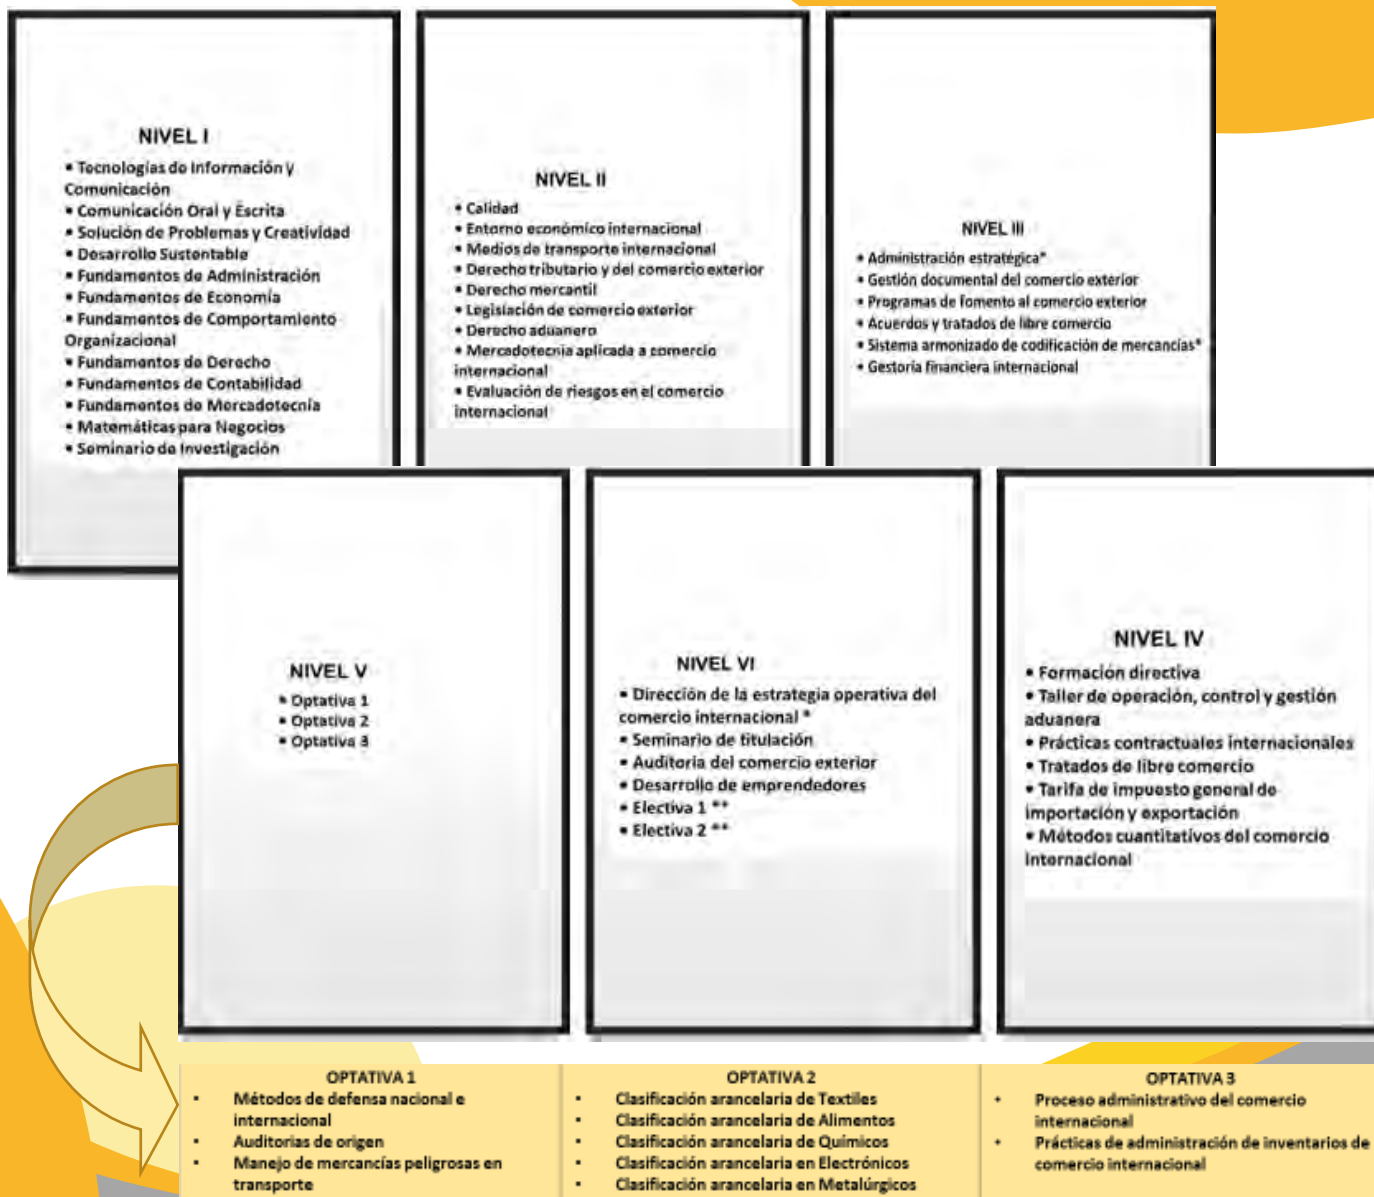 NIVEL I
• Tecnologías de Información y
Comunicación
• Comunicación Oral y Escrita
• Solución de Problemas y Creatividad
• Desarrollo Sustentable
• Fundamentos de Administración
• Fundamentos de Economía
• Fundamentos de Comportamiento
Organizacional
• Fundamentos de Derecho
• Fundamentos de Contabilidad
• Fundamentos de Mercadotecnia
• Matemáticas para Negocios
• Seminario de Investigación
NIVEL II
• Calidad
• Entorno económico internacional
• Medios de transporte internacional
• Derecho tributario y del comercio exterior
• Derecho mercantil
• Legislación de comercio exterior
• Derecho aduanero
• Mercadotecnia aplicada a comercio
internacional
• Evaluación de riesgos en el comercio
internacional
NIVEL III
• Administración estratégica*
• Gestión documental del comercio exterior
• Programas de fomento al comercio exterior
• Acuerdos y tratados de libre comercio
• Sistema armonizado de codificación de mercancías*
• Gestoría financiera internacional
NIVEL V
• Optativa 1
• Optativa 2
• Optativa 3
NIVEL VI
• Dirección de la estrategia operativa del
comercio internacional *
• Seminario de titulación
• Auditoria del comercio exterior
• Desarrollo de emprendedores
• Electiva 1 **
• Electiva 2 **
NIVEL IV
• Formación directiva
• Taller de operación, control y gestión
aduanera
• Prácticas contractuales internacionales
• Tratados de libre comercio
• Tarifa de impuesto general de
importación y exportación
• Métodos cuantitativos del comercio
internacional
OPTATIVA 1
• Métodos de defensa nacional e
internacional
• Auditorias de origen
• Manejo de mercancías peligrosas en
transporte
OPTATIVA 2
• Clasificación arancelaria de Textiles
• Clasificación arancelaria de Alimentos
• Clasificación arancelaria de Químicos
• Clasificación arancelaria en Electrónicos
• Clasificación arancelaria en Metalúrgicos
OPTATIVA 3
• Proceso administrativo del comercio
internacional
• Prácticas de administración de inventarios de
comercio internacional